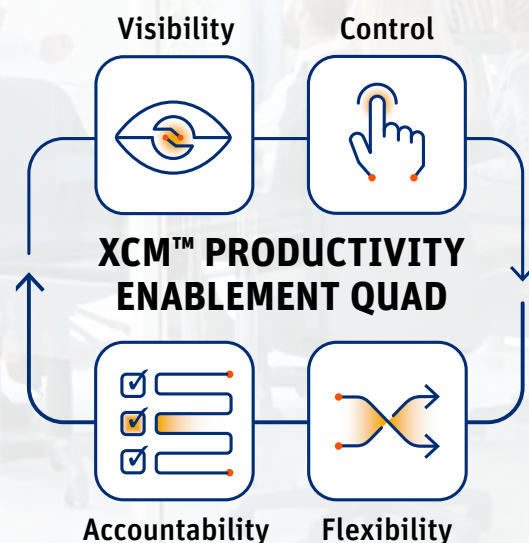 Visibility
Control
XCM™ PRODUCTIVITY
ENABLEMENT QUAD
Accountability
Flexibility